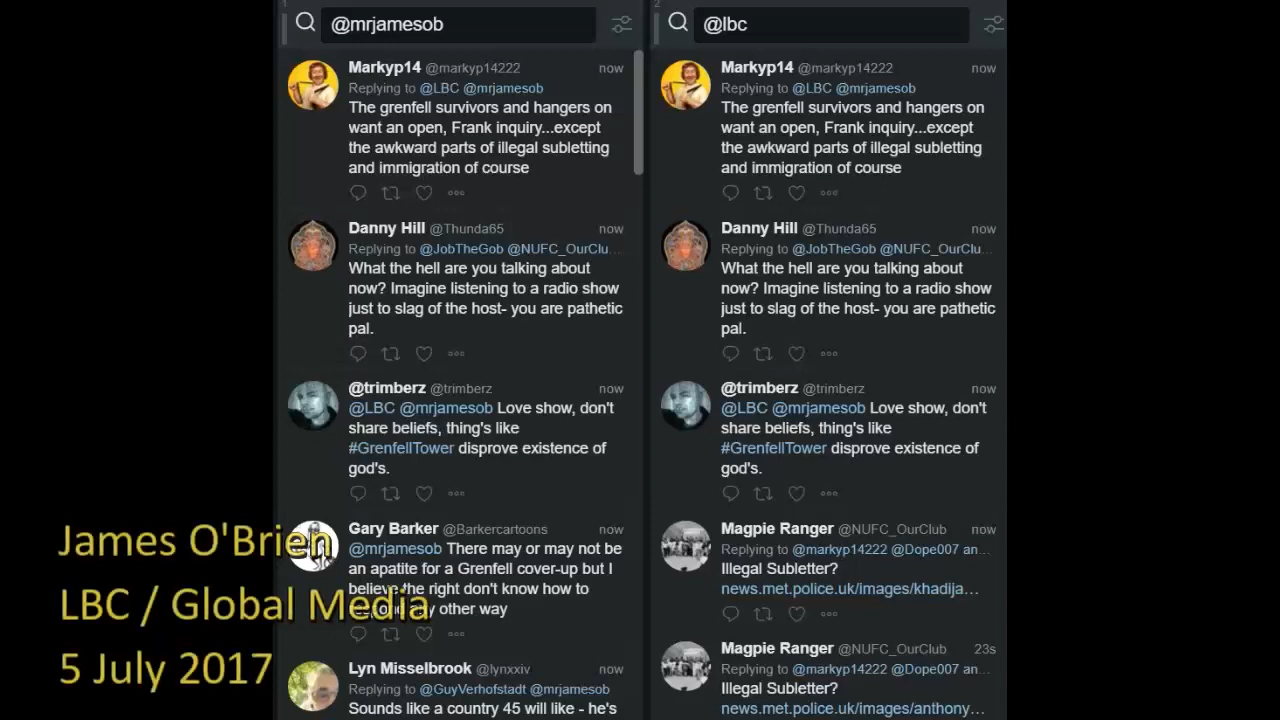 1
@mrjamesob
Markyp14 @markyp14222 now
Replying to @LBC @mrjamesob
The grenfell survivors and hangers on
want an open, Frank inquiry...except
the awkward parts of illegal subletting
and immigration of course
Danny Hill @Thunda65 now
Replying to @JobTheGob @NUFC_OurClu...
What the hell are you talking about
now? Imagine listening to a radio show
just to slag of the host- you are pathetic
pal.
@trimberz @trimberz now
@LBC @mrjamesob Love show, don't
share beliefs, thing's like
#GrenfellTower disprove existence of
god's.
Gary Barker @Barkercartoons now
@mrjamesob There may or may not be
an apatite for a Grenfell cover-up but I
believe the right don't know how to
any other way
Lyn Misselbrook @lynxxiv now
Replying to @GuyVerhofstadt @mrjamesob
Sounds like a country 45 will like - he's
2
@lbc
Markyp14 @markyp14222 now
Replying to @LBC @mrjamesob
The grenfell survivors and hangers on
want an open, Frank inquiry...except
the awkward parts of illegal subletting
and immigration of course
Danny Hill @Thunda65 now
Replying to @JobTheGob @NUFC_OurClu...
What the hell are you talking about
now? Imagine listening to a radio show
just to slag of the host- you are pathetic
pal.
@trimberz @trimberz now
@LBC @mrjamesob Love show, don't
share beliefs, thing's like
#GrenfellTower disprove existence of
god's.
Magpie Ranger @NUFC_OurClub now
Replying to @markyp14222 @Dope007 an...
Illegal Subletter?
news.met.police.uk/images/khadija...
Magpie Ranger @NUFC_OurClub 23s
Replying to @markyp14222 @Dope007 an...
Illegal Subletter?
news.met.police.uk/images/anthony...
James O'Brien
LBC / Global Media
5 July 2017